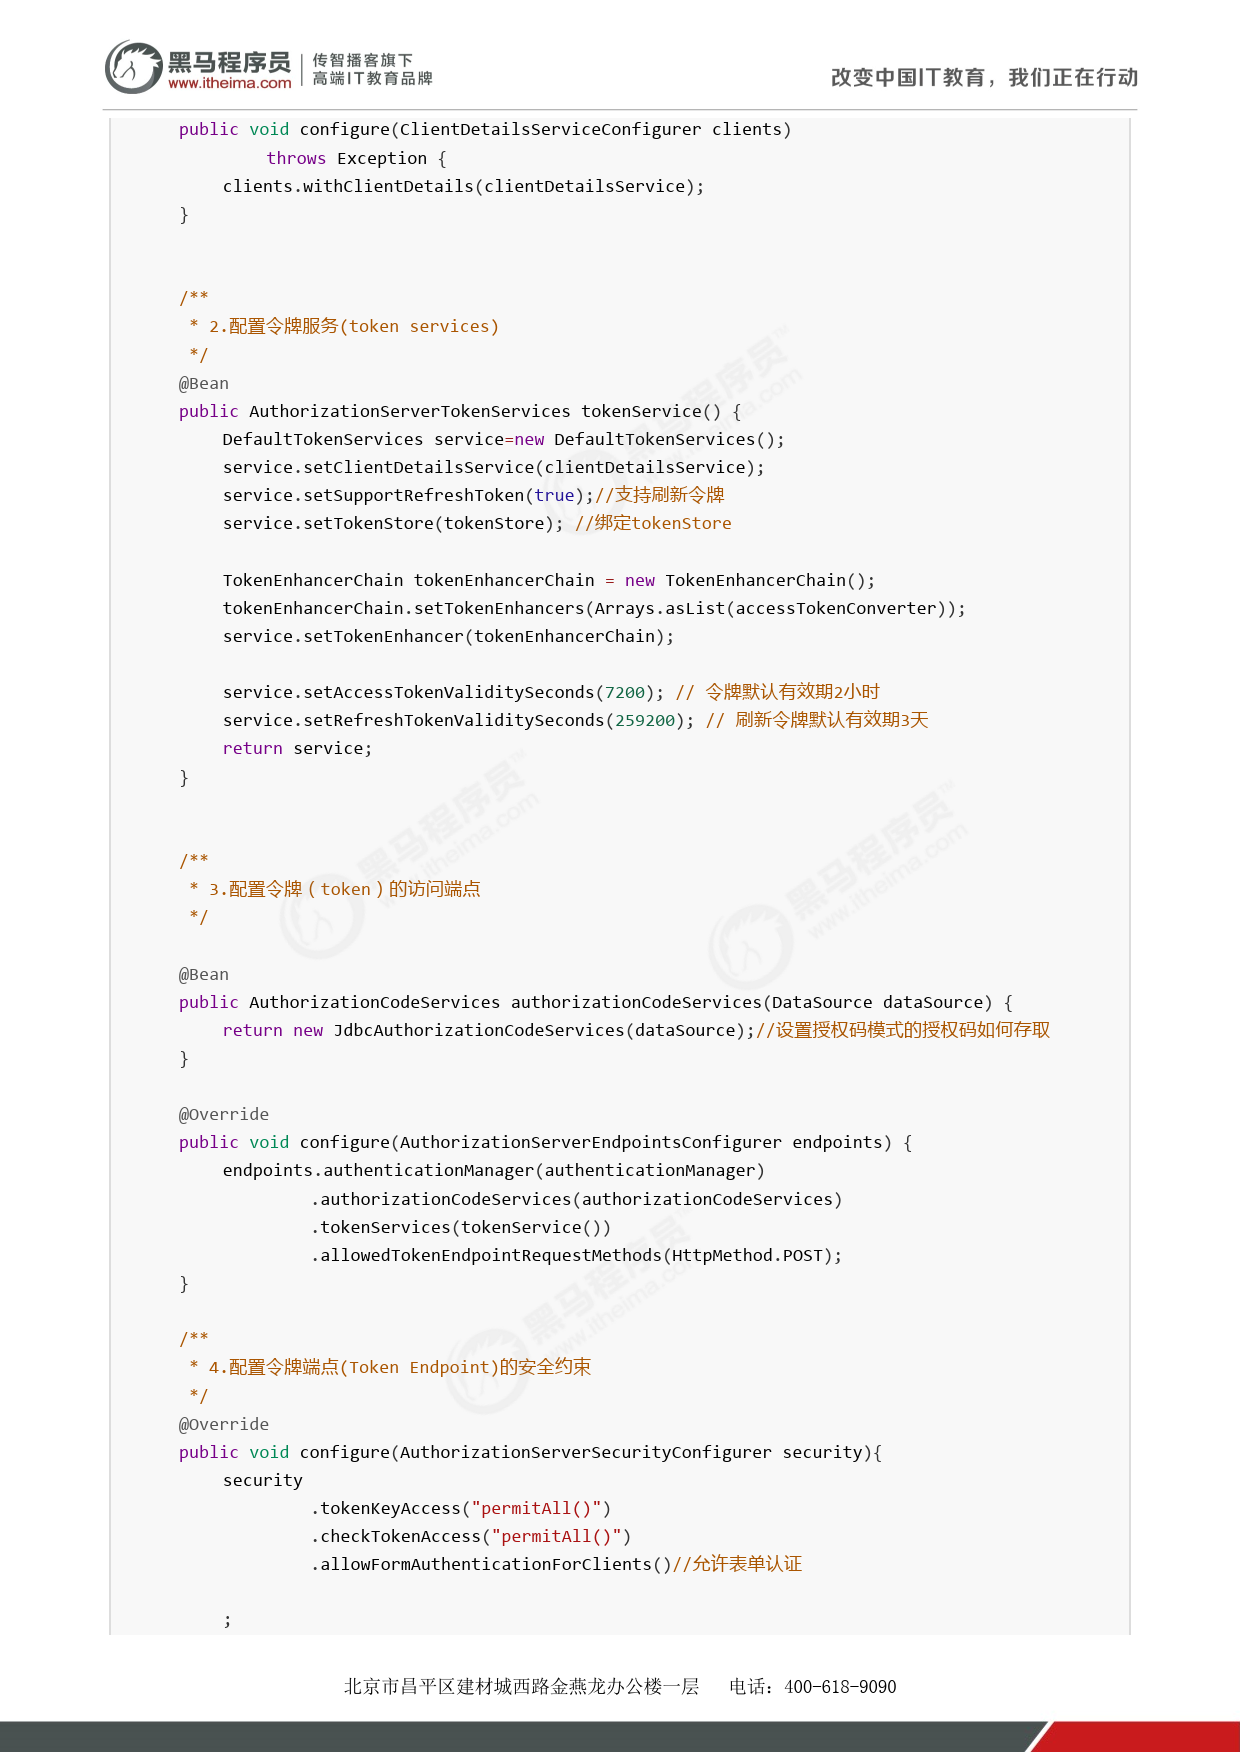 黑马程序员
www.itheima.com
传智播客旗下
高端IT教育品牌
改变中国IT教育，我们正在行动
public void configure(ClientDetailsServiceConfigurer clients)
throws Exception {
clients.withClientDetails(clientDetailsService);
}
/**
* 2.配置令牌服务(token services)
*/
@Bean
public AuthorizationServerTokenServices tokenService() {
DefaultTokenServices service=new DefaultTokenServices();
service.setClientDetailsService(clientDetailsService);
service.setSupportRefreshToken(true);//支持刷新令牌
service.setTokenStore(tokenStore); //绑定tokenStore
TokenEnhancerChain tokenEnhancerChain = new TokenEnhancerChain();
tokenEnhancerChain.setTokenEnhancers(Arrays.asList(accessTokenConverter));
service.setTokenEnhancer(tokenEnhancerChain);
service.setAccessTokenValiditySeconds(7200); // 令牌默认有效期2小时
service.setRefreshTokenValiditySeconds(259200); // 刷新令牌默认有效期3天
return service;
}
/**
* 3.配置令牌（token）的访问端点
*/
@Bean
public AuthorizationCodeServices authorizationCodeServices(DataSource dataSource) {
return new JdbcAuthorizationCodeServices(dataSource);//设置授权码模式的授权码如何存取
}
@Override
public void configure(AuthorizationServerEndpointsConfigurer endpoints) {
endpoints.authenticationManager(authenticationManager)
.authorizationCodeServices(authorizationCodeServices)
.tokenServices(tokenService())
.allowedTokenEndpointRequestMethods(HttpMethod.POST);
}
/**
* 4.配置令牌端点(Token Endpoint)的安全约束
*/
@Override
public void configure(AuthorizationServerSecurityConfigurer security){
security
.tokenKeyAccess("permitAll()")
.checkTokenAccess("permitAll()")
.allowFormAuthenticationForClients()//允许表单认证
;
北京市昌平区建材城西路金燕龙办公楼一层 电话：400-618-9090